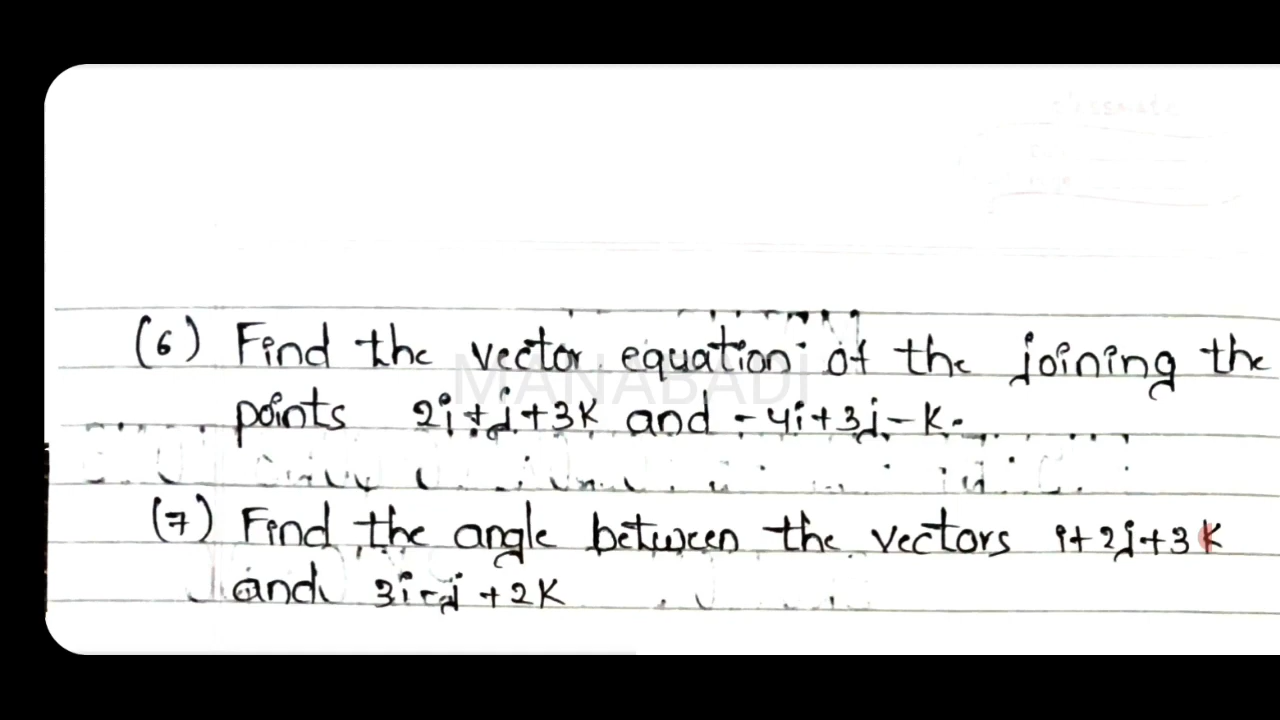 (6) Find the vector equation of the joining the
points 2i+j+3K and -4i+3j-K.
MANABADI
(7) Find the angle between the vectors i+2j+3K
and 3i-j+2K